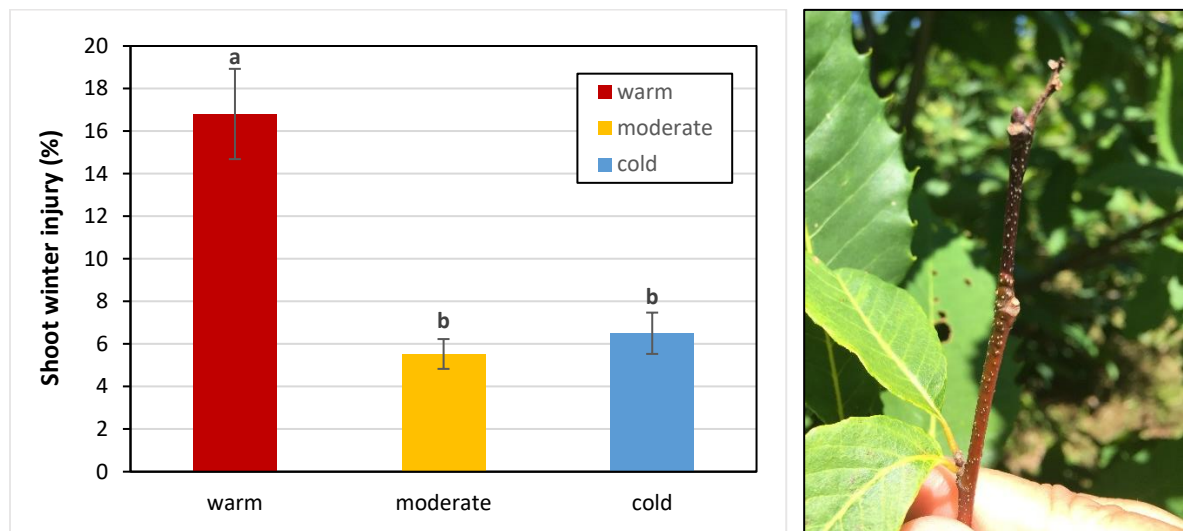 Shoot winter injury (%)
20
18
16
14
12
10
8
6
4
2
0
a
b
b
warm
moderate
cold
warm
moderate
cold